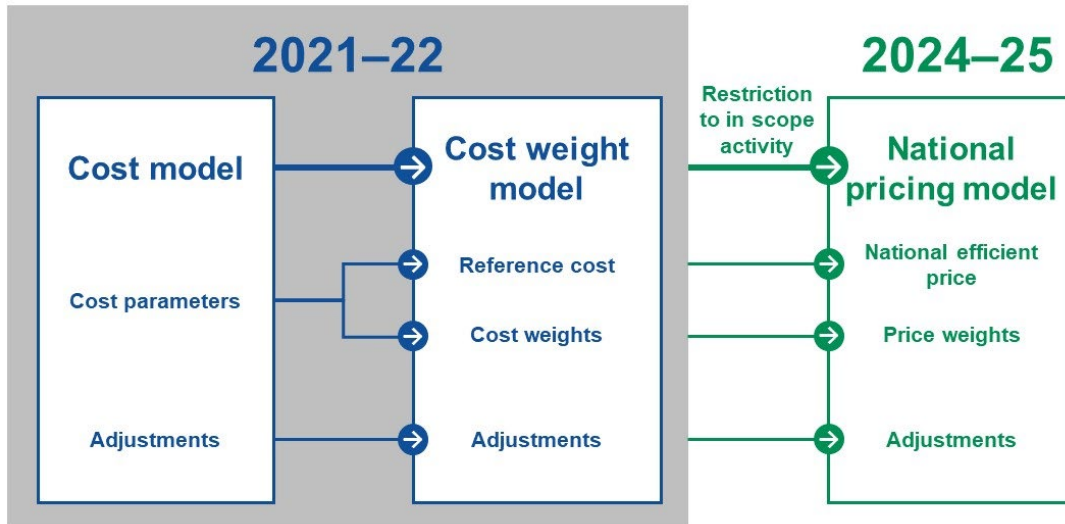 2021–22
Cost model
Cost parameters
Adjustments
Cost weight
model
Reference cost
Cost weights
Adjustments
Restriction
to in scope
activity
2024–25
National
pricing model
National efficient
price
Price weights
Adjustments